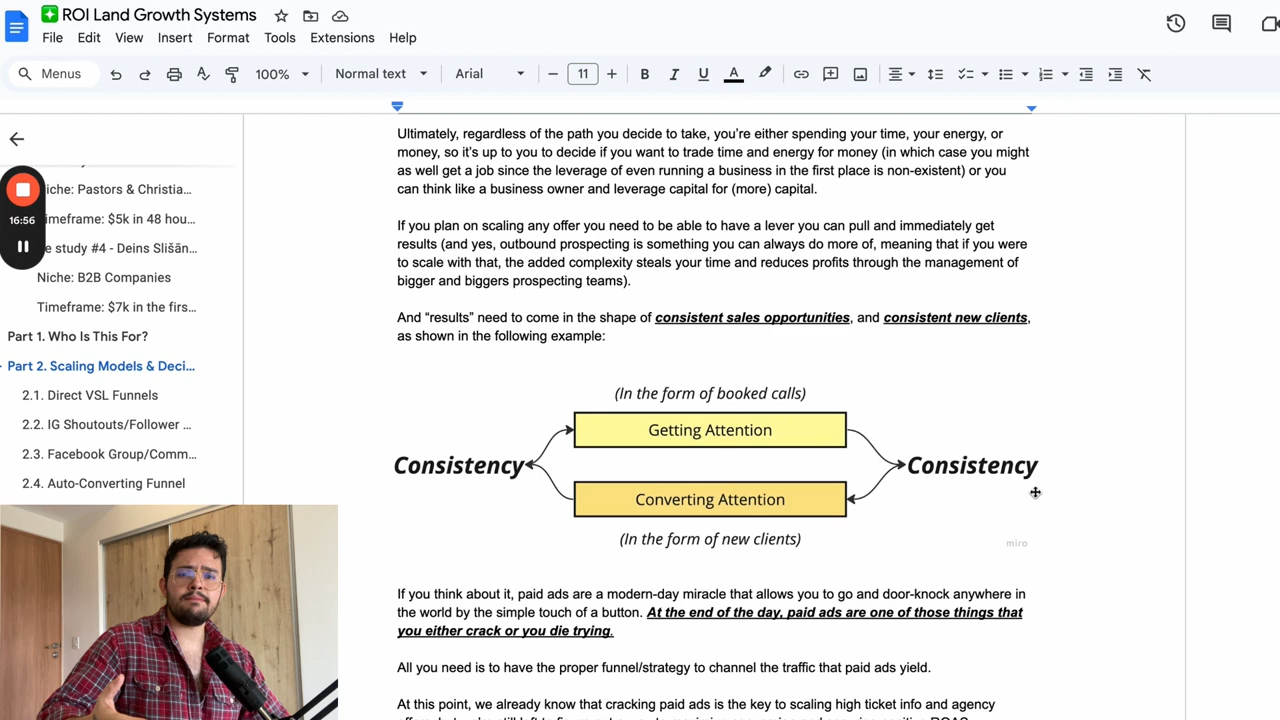 ROI Land Growth Systems
File Edit View Insert Format Tools Extensions Help
Menus 100% Normal text Arial 11 B I U A
Niche: Pastors & Christia...
16:56
Timeframe: $5k in 48 hou...
study #4 - Deins Slišān...
Niche: B2B Companies
Timeframe: $7k in the firs...
Part 1. Who Is This For?
Part 2. Scaling Models & Deci...
2.1. Direct VSL Funnels
2.2. IG Shoutouts/Follower ...
2.3. Facebook Group/Comm...
2.4. Auto-Converting Funnel
Ultimately, regardless of the path you decide to take, you're either spending your time, your energy, or
money, so it's up to you to decide if you want to trade time and energy for money (in which case you might
as well get a job since the leverage of even running a business in the first place is non-existent) or you
can think like a business owner and leverage capital for (more) capital.
If you plan on scaling any offer you need to be able to have a lever you can pull and immediately get
results (and yes, outbound prospecting is something you can always do more of, meaning that if you were
to scale with that, the added complexity steals your time and reduces profits through the management of
bigger and biggers prospecting teams).
And “results” need to come in the shape of consistent sales opportunities, and consistent new clients,
as shown in the following example:
(In the form of booked calls)
Getting Attention
Consistency Consistency
Converting Attention
(In the form of new clients)
miro
If you think about it, paid ads are a modern-day miracle that allows you to go and door-knock anywhere in
the world by the simple touch of a button. At the end of the day, paid ads are one of those things that
you either crack or you die trying.
All you need is to have the proper funnel/strategy to channel the traffic that paid ads yield.
At this point, we already know that cracking paid ads is the key to scaling high ticket info and agency